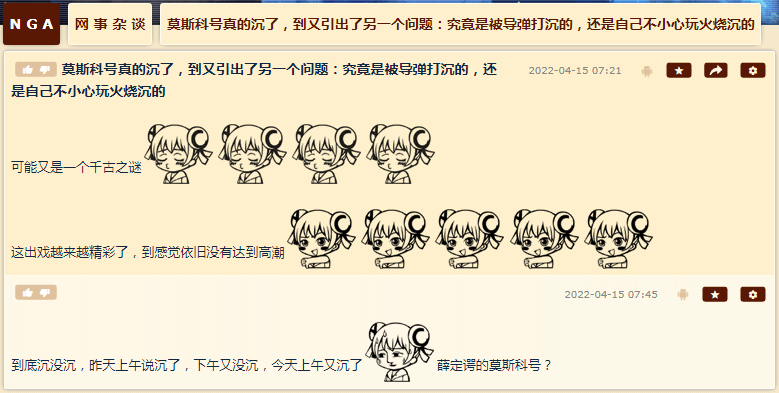 NGA 网事杂谈 莫斯科号真的沉了，到又引出了另一个问题：究竟是被导弹打沉的，还是自己不小心玩火烧沉的
莫斯科号真的沉了，到又引出了另一个问题：究竟是被导弹打沉的，还 2022-04-15 07:21
是自己不小心玩火烧沉的
可能又是一个千古之谜
这出戏越来越精彩了，到感觉依旧没有达到高潮
2022-04-15 07:45
到底沉没沉，昨天上午说沉了，下午又没沉，今天上午又沉了 薛定谔的莫斯科号？